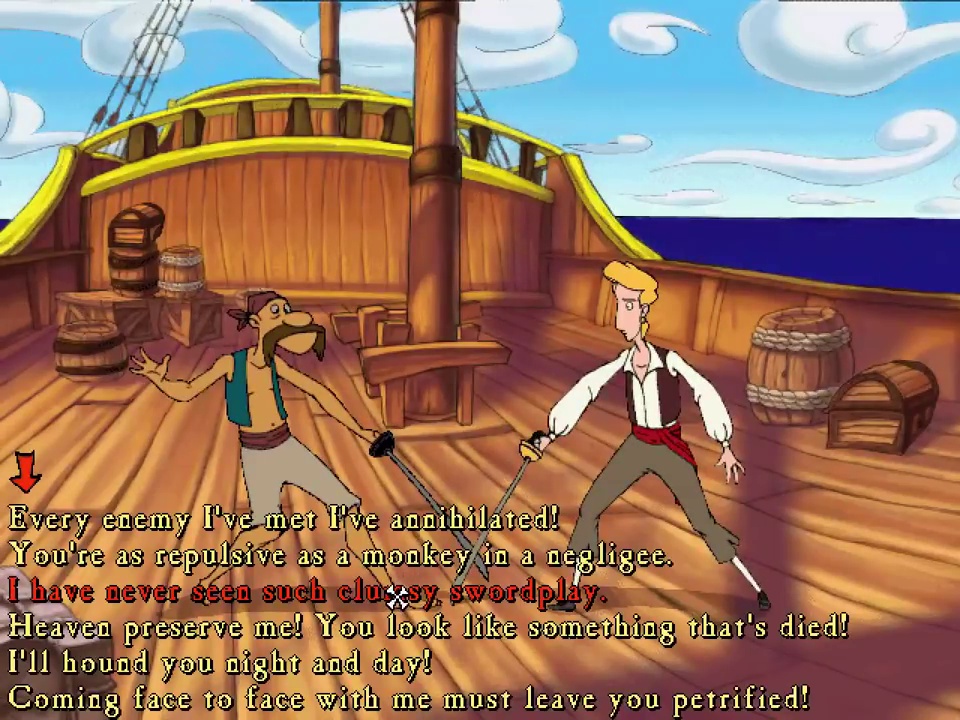 Every enemy I've met I've annihilated!
You're as repulsive as a monkey in a negligee.
I have never seen such clumsy swordplay.
Heaven preserve me! You look like something that's died!
I'll hound you night and day!
Coming face to face with me must leave you petrified!